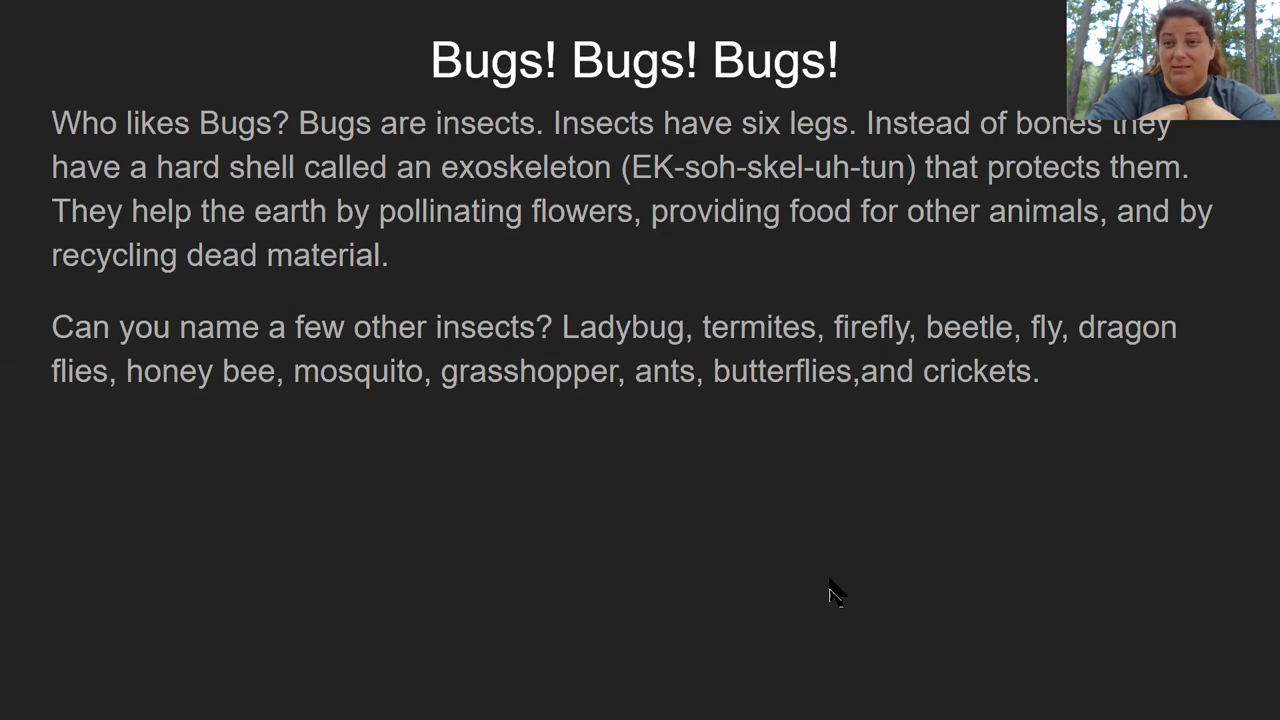 Bugs! Bugs! Bugs!
Who likes Bugs? Bugs are insects. Insects have six legs. Instead of bones they
have a hard shell called an exoskeleton (EK-soh-skel-uh-tun) that protects them.
They help the earth by pollinating flowers, providing food for other animals, and by
recycling dead material.
Can you name a few other insects? Ladybug, termites, firefly, beetle, fly, dragon
flies, honey bee, mosquito, grasshopper, ants, butterflies,and crickets.